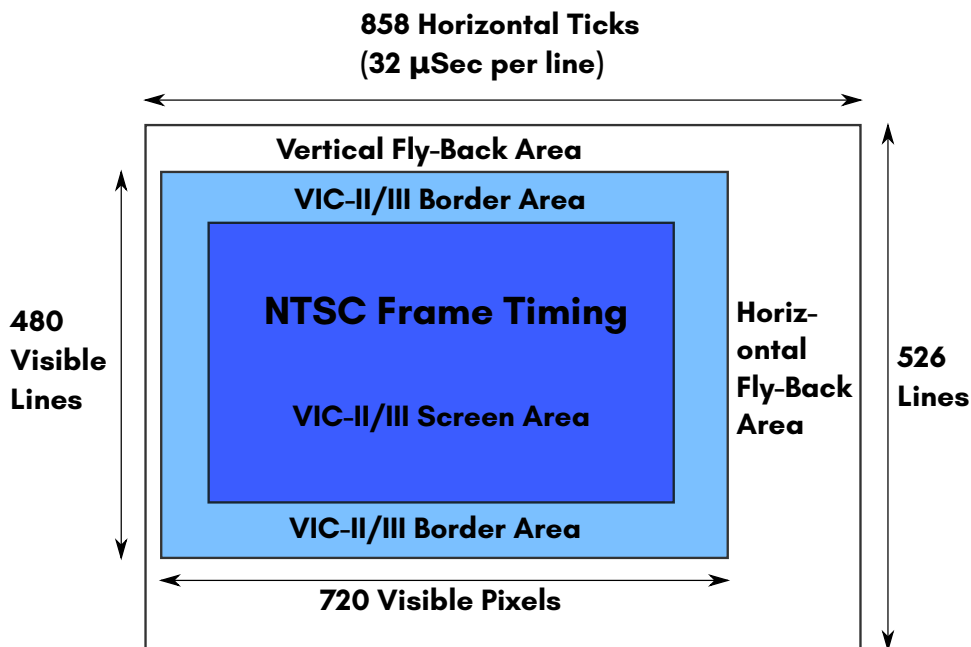 858 Horizontal Ticks
(32 µSec per line)
Vertical Fly-Back Area
VIC-II/III Border Area
NTSC Frame Timing
480
Visible
Lines
Horiz-
ontal
Fly-Back
Area
526
Lines
VIC-II/III Screen Area
VIC-II/III Border Area
720 Visible Pixels